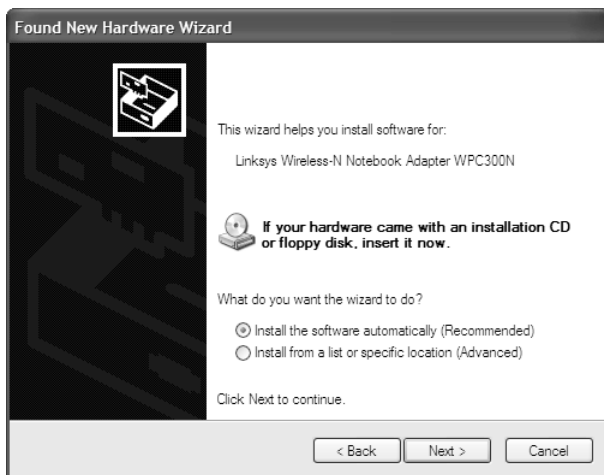 Found New Hardware Wizard
This wizard helps you install software for:
Linksys Wireless-N Notebook Adapter WPC300N
If your hardware came with an installation CD
or floppy disk, insert it now.
What do you want the wizard to do?
Install the software automatically (Recommended)
Install from a list or specific location (Advanced)
Click Next to continue.
< Back Next > Cancel